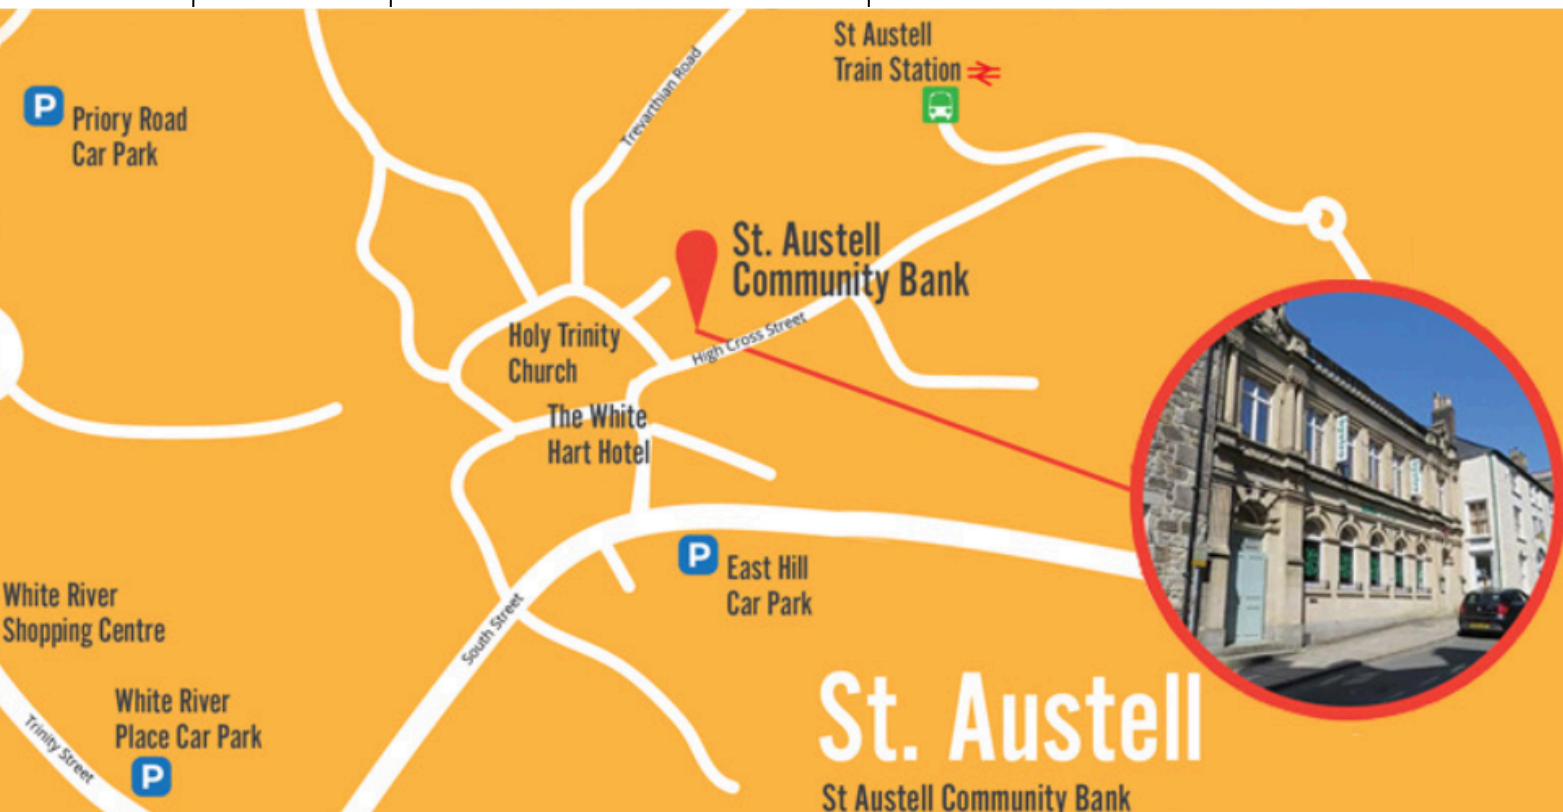 St Austell
Train Station
P
Priory Road
Car Park
Trevarthian Road
St. Austell
Community Bank
High Cross Street
Holy Trinity
Church
The White
Hart Hotel
P
East Hill
Car Park
White River
Shopping Centre
South Street
White River
Place Car Park
P
Trinity Street
St. Austell
St Austell Community Bank